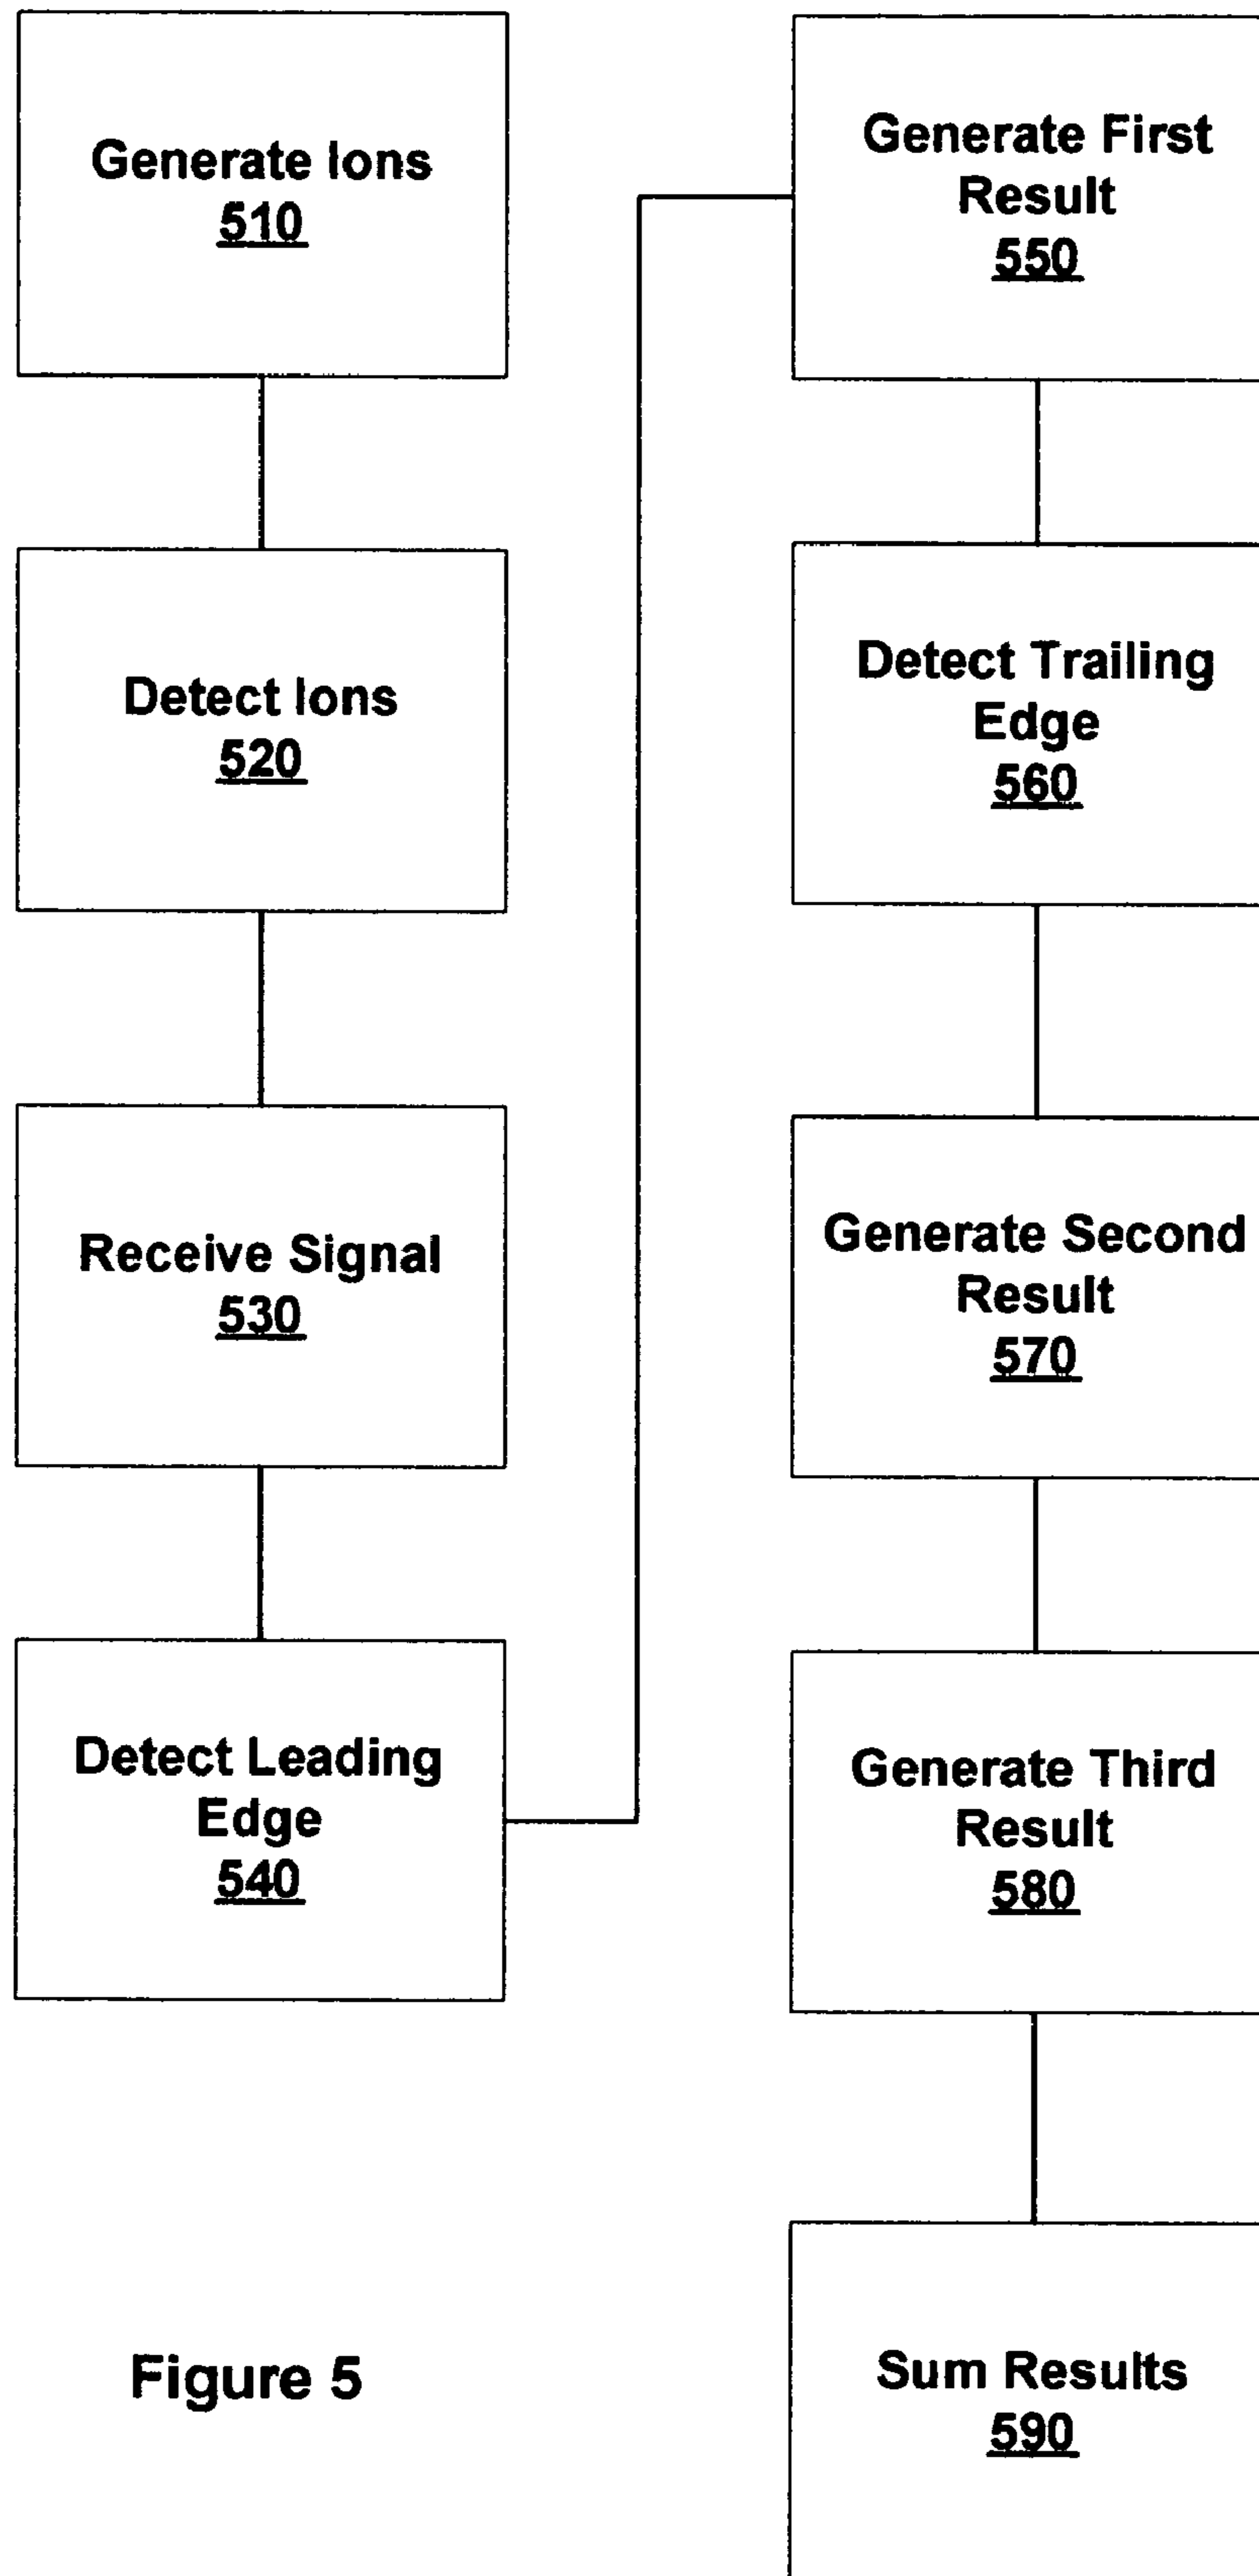 Generate Ions
510
Detect Ions
520
Receive Signal
530
Detect Leading
Edge
540
Generate First
Result
550
Detect Trailing
Edge
560
Generate Second
Result
570
Generate Third
Result
580
Sum Results
590
Figure 5